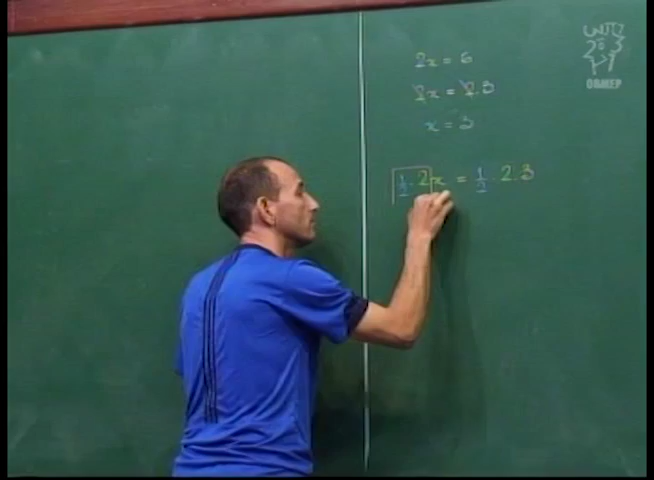 2x = 6
2x = 2.3
x = 3
1/2 . 2x = 1/2 . 2.3
OBMEP